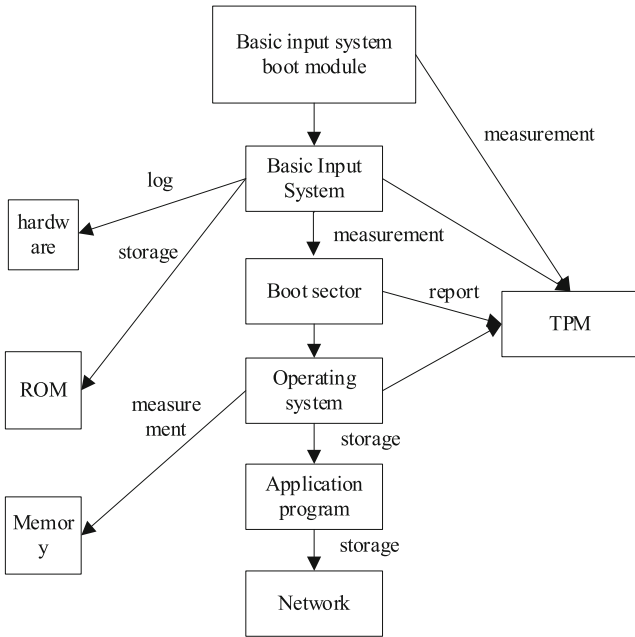 Basic input system
boot module
measurement
Basic Input
System
log
hardw
are
storage
measurement
Boot sector
report
TPM
ROM
Operating
system
measure
ment
storage
Application
program
Memor
y
storage
Network